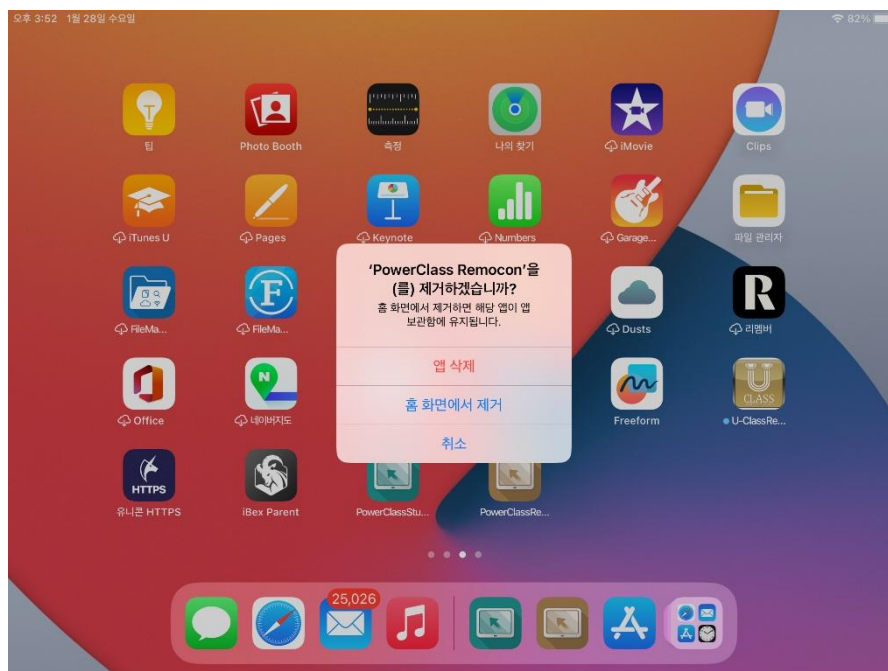 오후 3:52 1월 28일 수요일
82%
팁
Photo Booth
측정
나의 찾기
iMovie
Clips
iTunes U
Pages
Keynote
Numbers
Garage...
파일 관리자
'PowerClass Remocon'을
(를) 제거하겠습니까?
홈 화면에서 제거하면 해당 앱이 앱
보관함에 유지됩니다.
앱 삭제
홈 화면에서 제거
취소
FileMa...
FileMa...
Dusts
R
리멤버
Office
N
네이버지도
Freeform
U
CLASS
U-ClassRe...
HTTPS
유니콘 HTTPS
iBex Parent
PowerClassStu...
PowerClassRe...
25,026